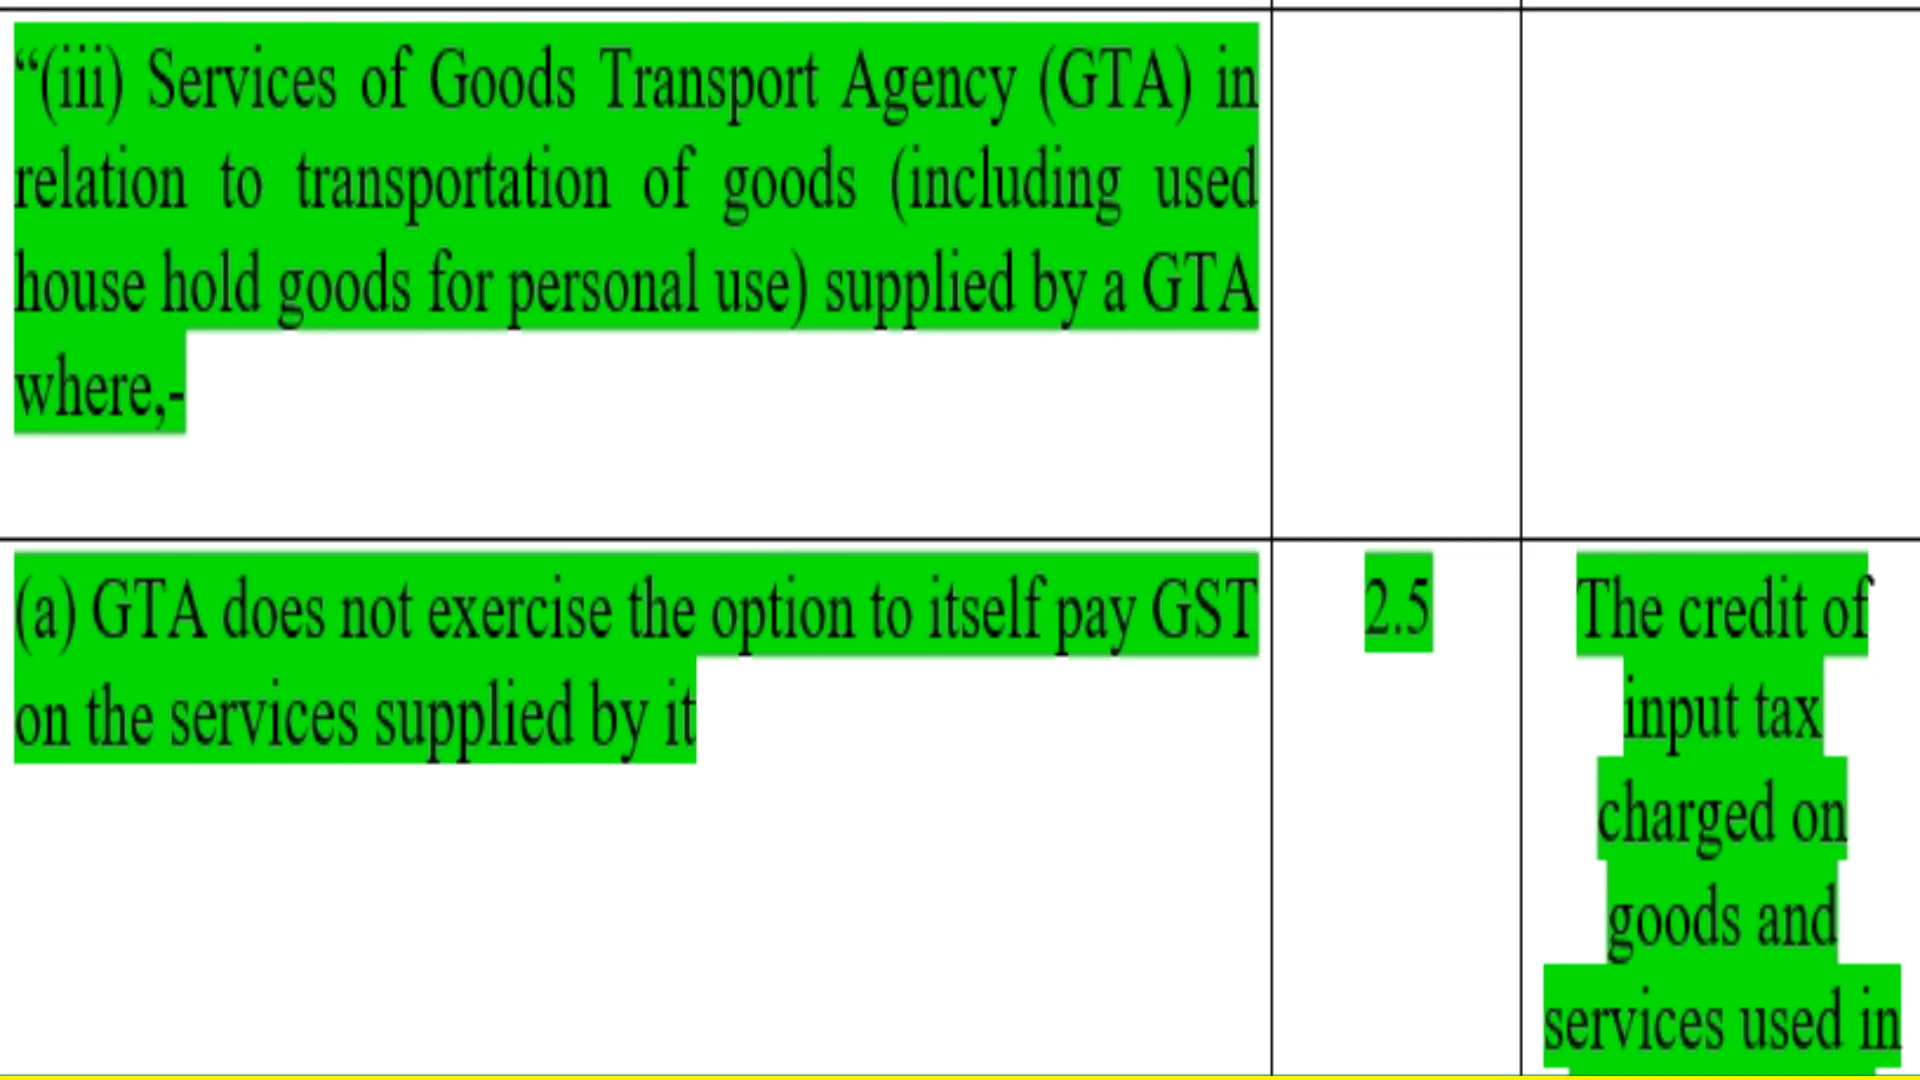 “(iii) Services of Goods Transport Agency (GTA) in
relation to transportation of goods (including used
house hold goods for personal use) supplied by a GTA
where,-
(a) GTA does not exercise the option to itself pay GST
on the services supplied by it
2.5
The credit of
input tax
charged on
goods and
services used in